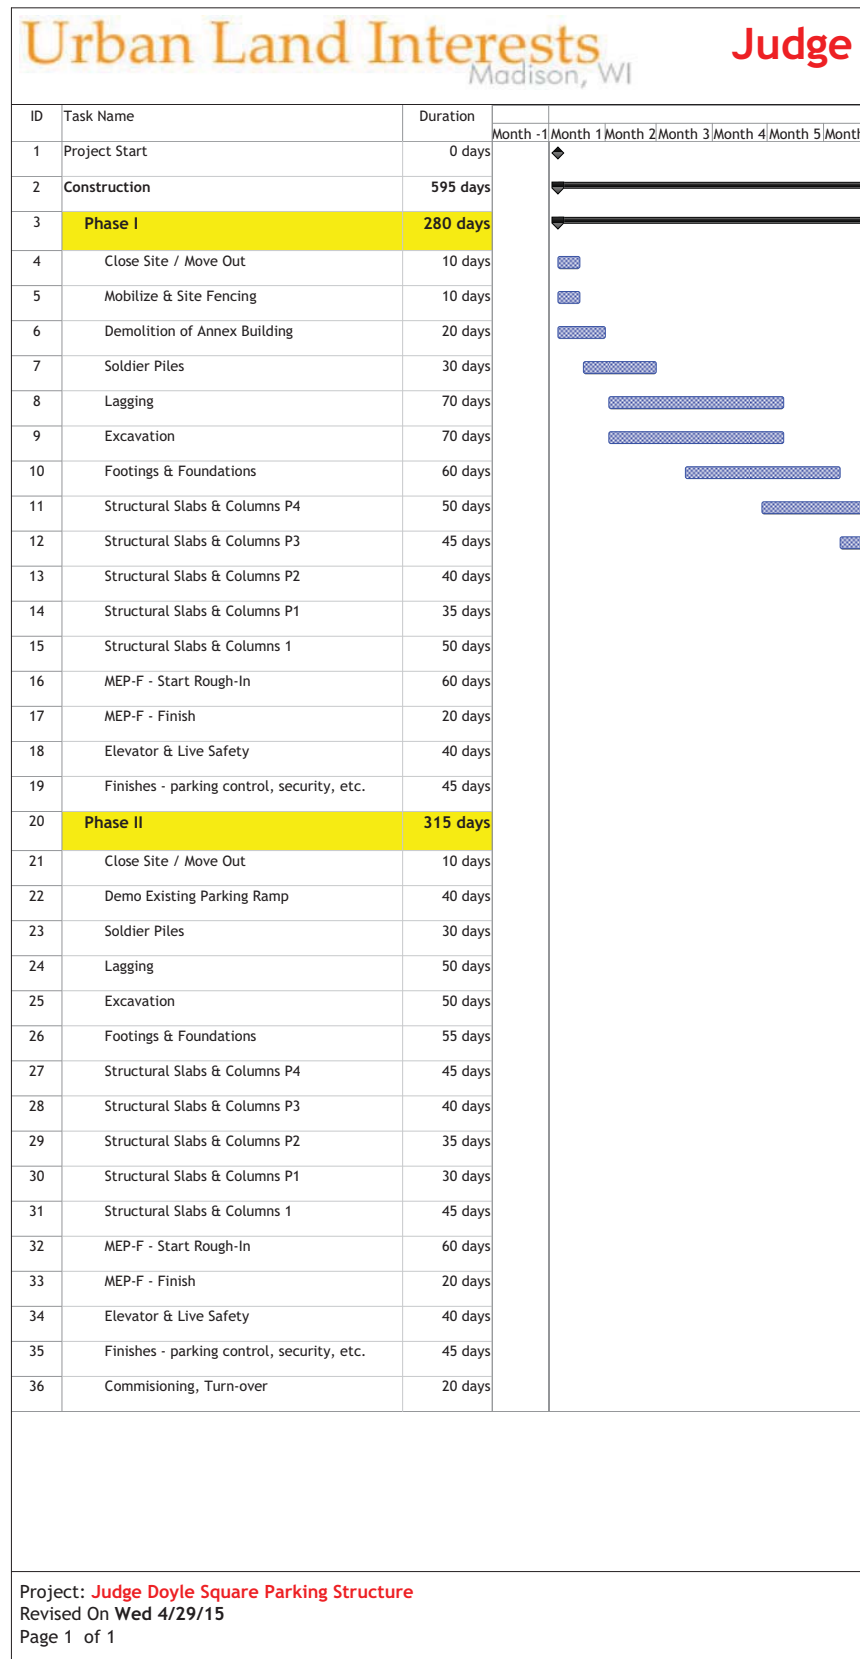 Urban Land Interests
Madison, WI
Judge
ID Task Name Duration
Month -1 Month 1 Month 2 Month 3 Month 4 Month 5 Month
1 Project Start 0 days
2 Construction 595 days
3 Phase I 280 days
4 Close Site / Move Out 10 days
5 Mobilize & Site Fencing 10 days
6 Demolition of Annex Building 20 days
7 Soldier Piles 30 days
8 Lagging 70 days
9 Excavation 70 days
10 Footings & Foundations 60 days
11 Structural Slabs & Columns P4 50 days
12 Structural Slabs & Columns P3 45 days
13 Structural Slabs & Columns P2 40 days
14 Structural Slabs & Columns P1 35 days
15 Structural Slabs & Columns 1 50 days
16 MEP-F - Start Rough-In 60 days
17 MEP-F - Finish 20 days
18 Elevator & Live Safety 40 days
19 Finishes - parking control, security, etc. 45 days
20 Phase II 315 days
21 Close Site / Move Out 10 days
22 Demo Existing Parking Ramp 40 days
23 Soldier Piles 30 days
24 Lagging 50 days
25 Excavation 50 days
26 Footings & Foundations 55 days
27 Structural Slabs & Columns P4 45 days
28 Structural Slabs & Columns P3 40 days
29 Structural Slabs & Columns P2 35 days
30 Structural Slabs & Columns P1 30 days
31 Structural Slabs & Columns 1 45 days
32 MEP-F - Start Rough-In 60 days
33 MEP-F - Finish 20 days
34 Elevator & Live Safety 40 days
35 Finishes - parking control, security, etc. 45 days
36 Commisioning, Turn-over 20 days
Project: Judge Doyle Square Parking Structure
Revised On Wed 4/29/15
Page 1 of 1